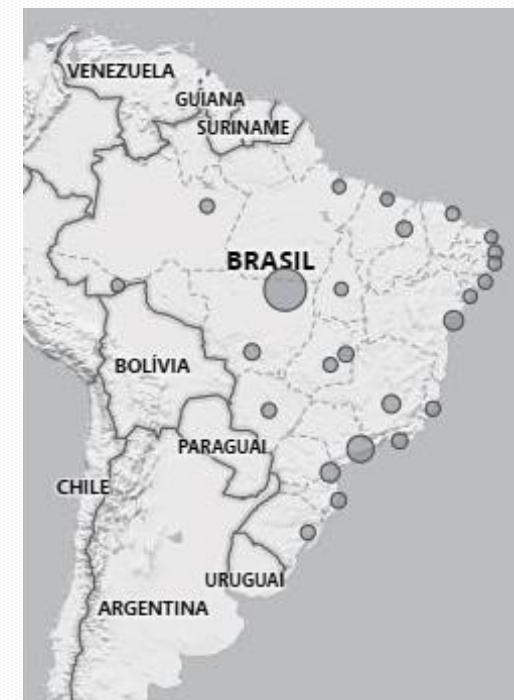 VENEZUELA
GUIANA
SURINAME
BRASIL
BOLÍVIA
PARAGUAI
CHILE
URUGUAI
ARGENTINA